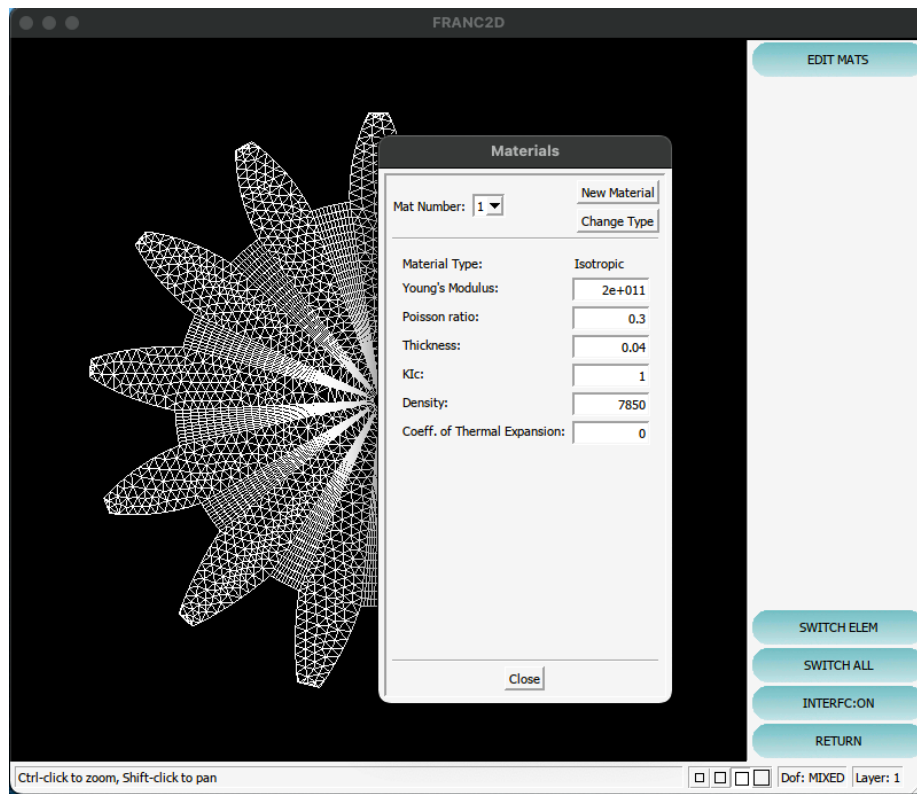 FRANC2D
EDIT MATS
Materials
Mat Number: 1
New Material
Change Type
Material Type: Isotropic
Young's Modulus: 2e+011
Poisson ratio: 0.3
Thickness: 0.04
KIc: 1
Density: 7850
Coeff. of Thermal Expansion: 0
Close
SWITCH ELEM
SWITCH ALL
INTERFC:ON
RETURN
Ctrl-click to zoom, Shift-click to pan
Dof: MIXED
Layer: 1